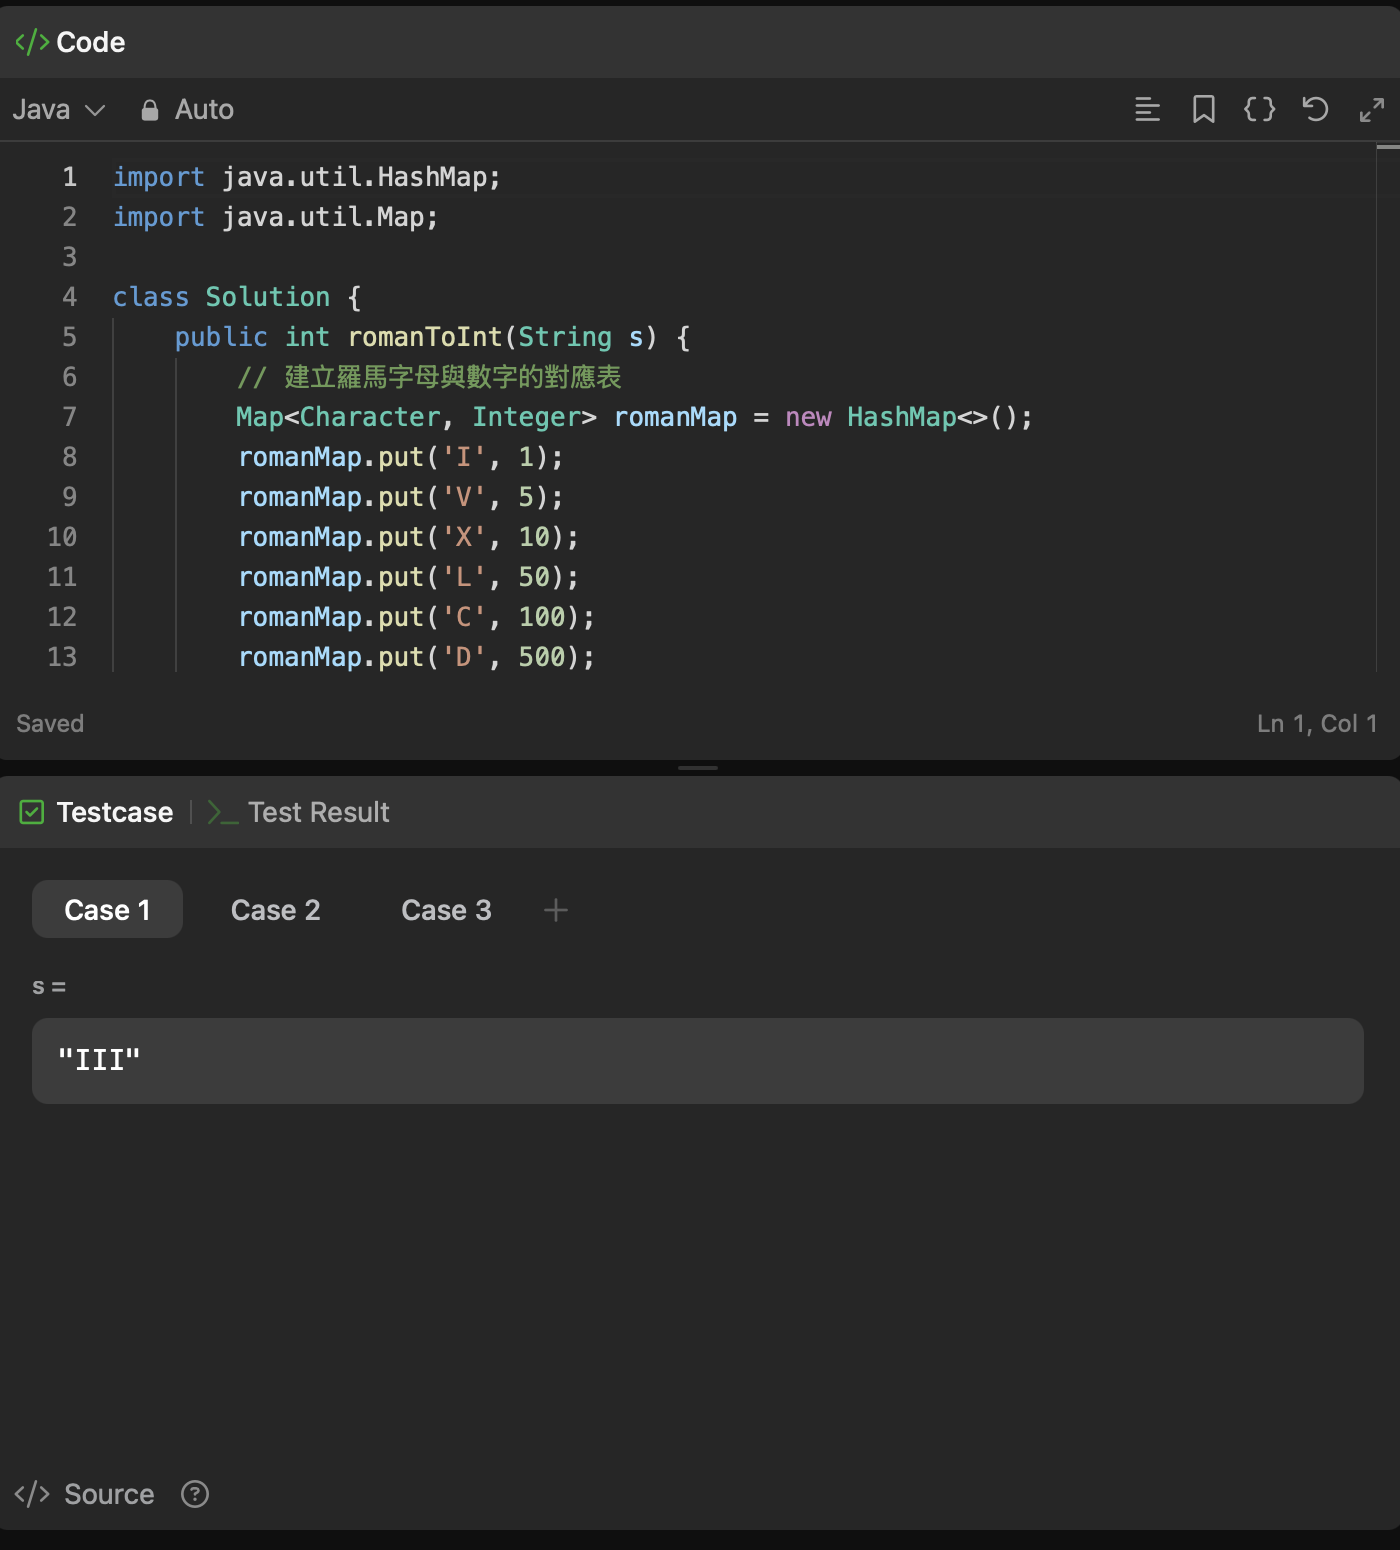 Code
Java Auto
1 import java.util.HashMap;
2 import java.util.Map;
3
4 class Solution {
5 public int romanToInt(String s) {
6 // 建立羅馬字母與數字的對應表
7 Map<Character, Integer> romanMap = new HashMap<>();
8 romanMap.put('I', 1);
9 romanMap.put('V', 5);
10 romanMap.put('X', 10);
11 romanMap.put('L', 50);
12 romanMap.put('C', 100);
13 romanMap.put('D', 500);
Saved Ln 1, Col 1
Testcase Test Result
Case 1 Case 2 Case 3
s =
"III"
Source